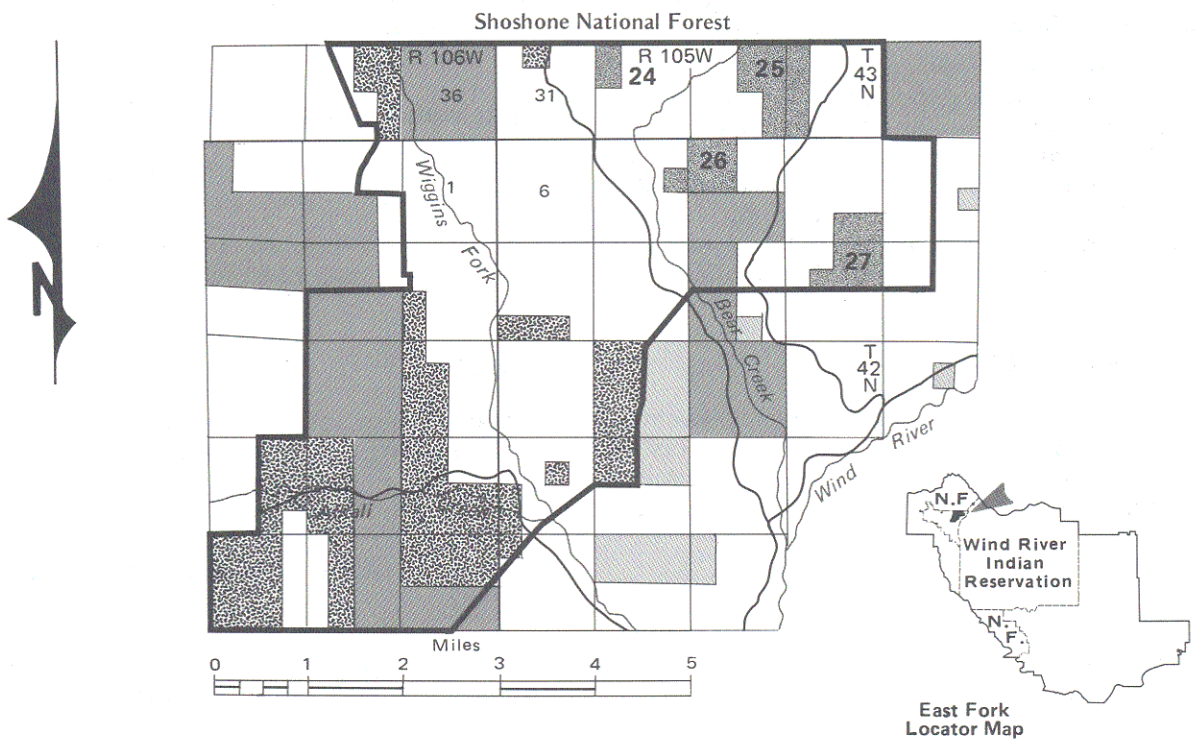 Shoshone National Forest
R 106W
R 105W
T
43
N
24
25
36
31
26
1
6
Wiggins
Fork
27
Bear
Creek
T
42
N
Wind
River
N
Miles
0 1 2 3 4 5
N.F.
Wind River
Indian
Reservation
N.
F.
East Fork
Locator Map